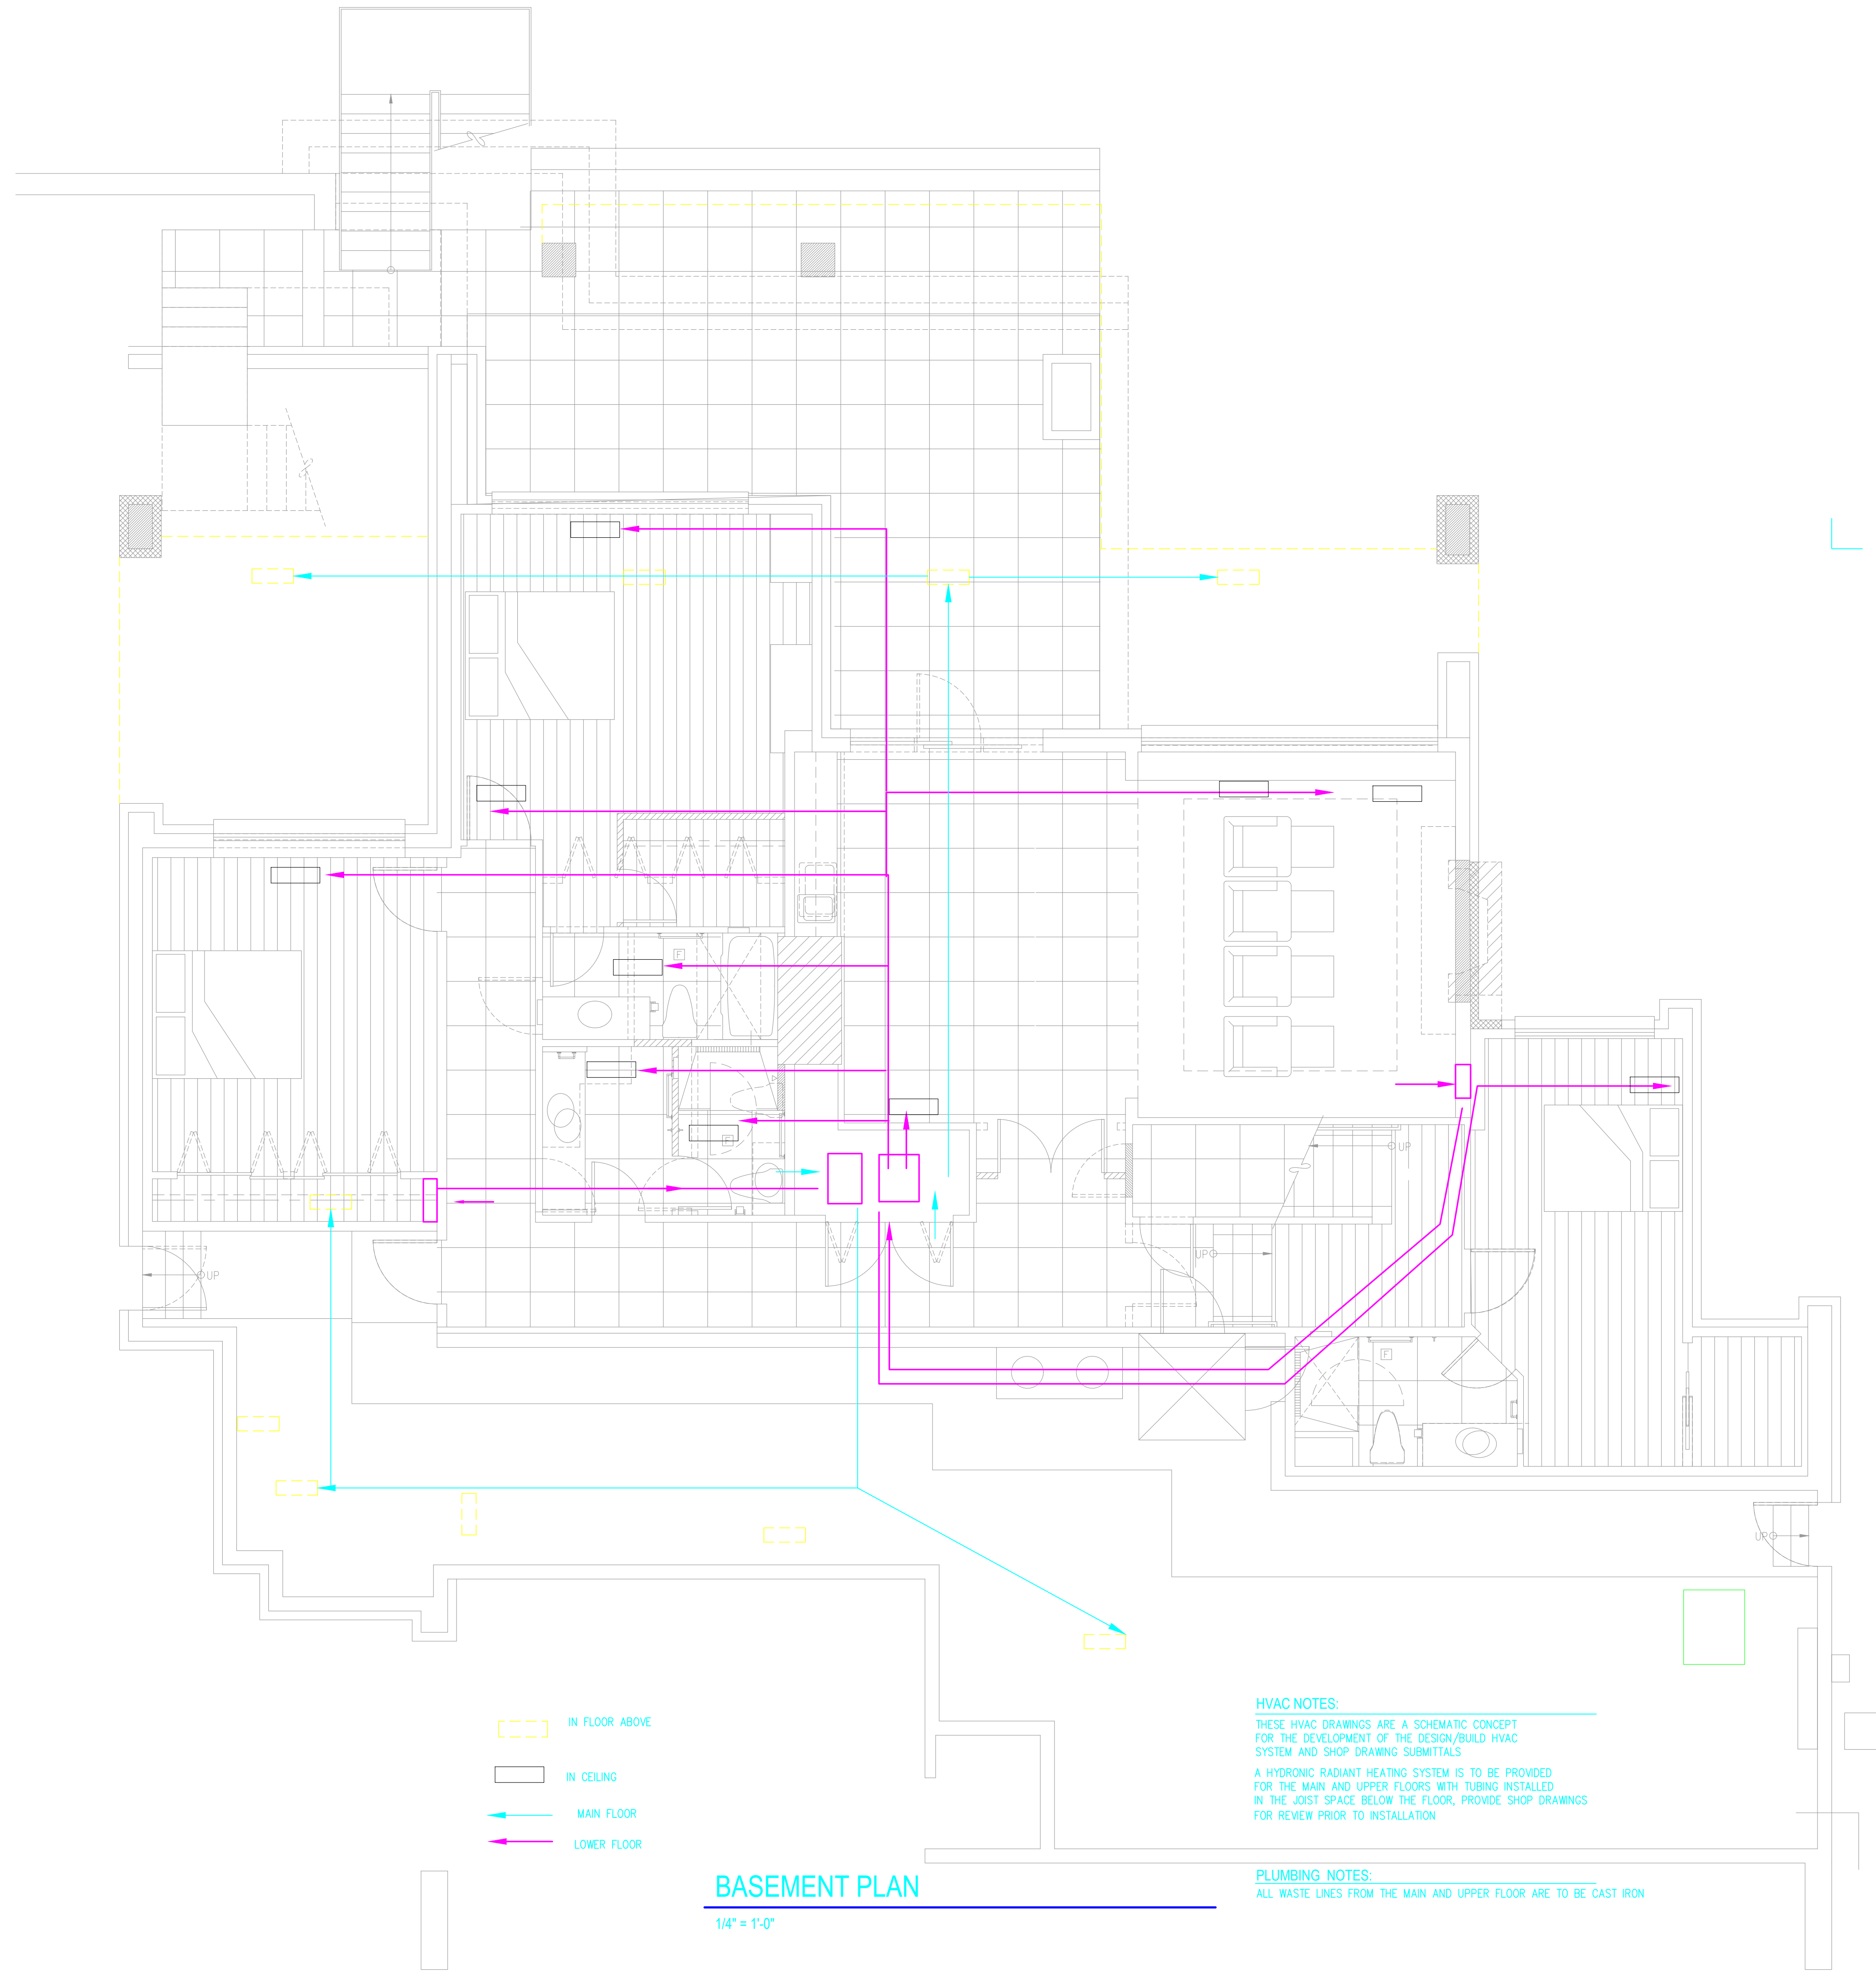 F
F
UP
UP
UP
F
UP
IN FLOOR ABOVE
IN CEILING
MAIN FLOOR
LOWER FLOOR
HVAC NOTES:
THESE HVAC DRAWINGS ARE A SCHEMATIC CONCEPT
FOR THE DEVELOPMENT OF THE DESIGN/BUILD HVAC
SYSTEM AND SHOP DRAWING SUBMITTALS.
A HYDRONIC RADIANT HEATING SYSTEM IS TO BE PROVIDED
FOR THE MAIN AND UPPER FLOORS WITH TUBING INSTALLED
IN THE JOIST SPACE BELOW THE FLOOR, PROVIDE SHOP DRAWINGS
FOR REVIEW PRIOR TO INSTALLATION
BASEMENT PLAN
1/4" = 1'-0"
PLUMBING NOTES:
ALL WASTE LINES FROM THE MAIN AND UPPER FLOOR ARE TO BE CAST IRON